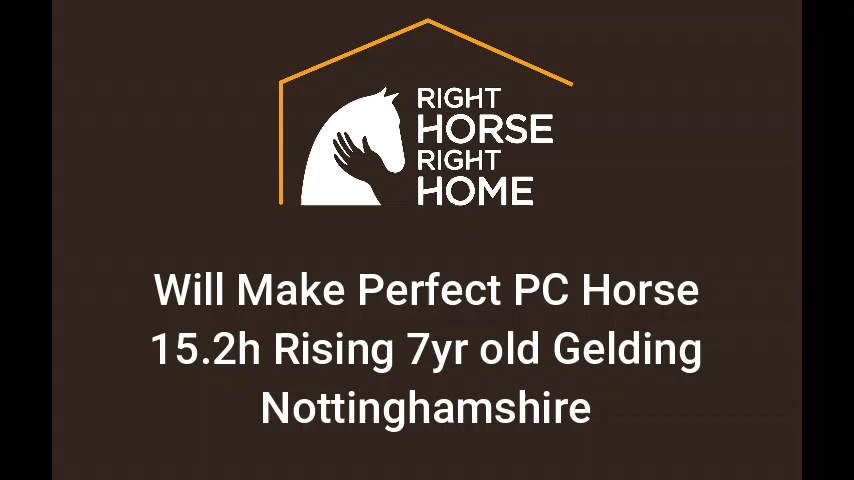 RIGHT
HORSE
RIGHT
HOME
Will Make Perfect PC Horse
15.2h Rising 7yr old Gelding
Nottinghamshire